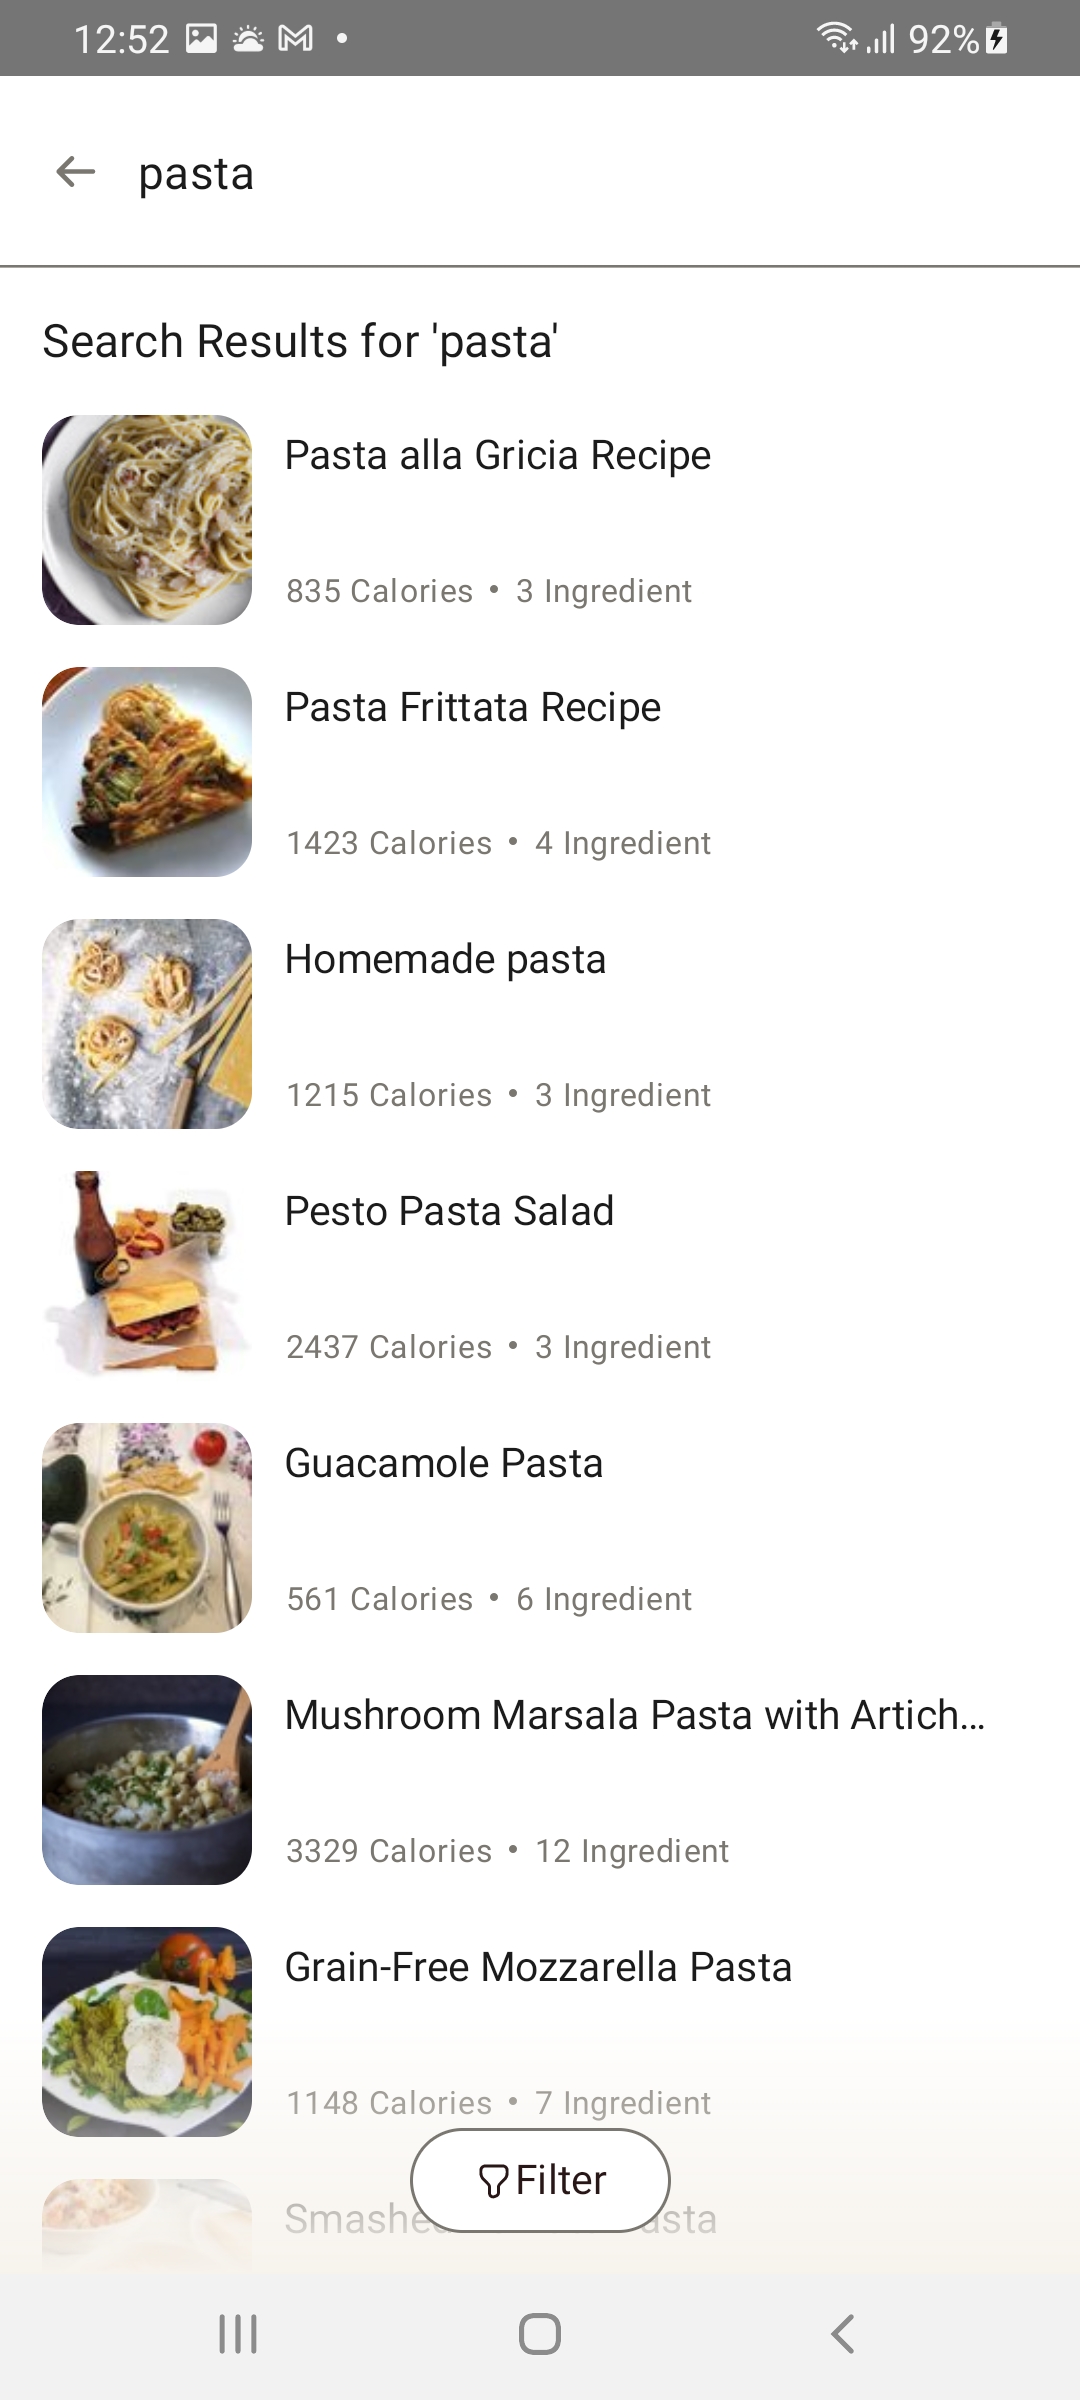 12:52
92%
pasta
Search Results for 'pasta'
Pasta alla Gricia Recipe
835 Calories • 3 Ingredient
Pasta Frittata Recipe
1423 Calories • 4 Ingredient
Homemade pasta
1215 Calories • 3 Ingredient
Pesto Pasta Salad
2437 Calories • 3 Ingredient
Guacamole Pasta
561 Calories • 6 Ingredient
Mushroom Marsala Pasta with Artich...
3329 Calories • 12 Ingredient
Grain-Free Mozzarella Pasta
1148 Calories • 7 Ingredient
Filter